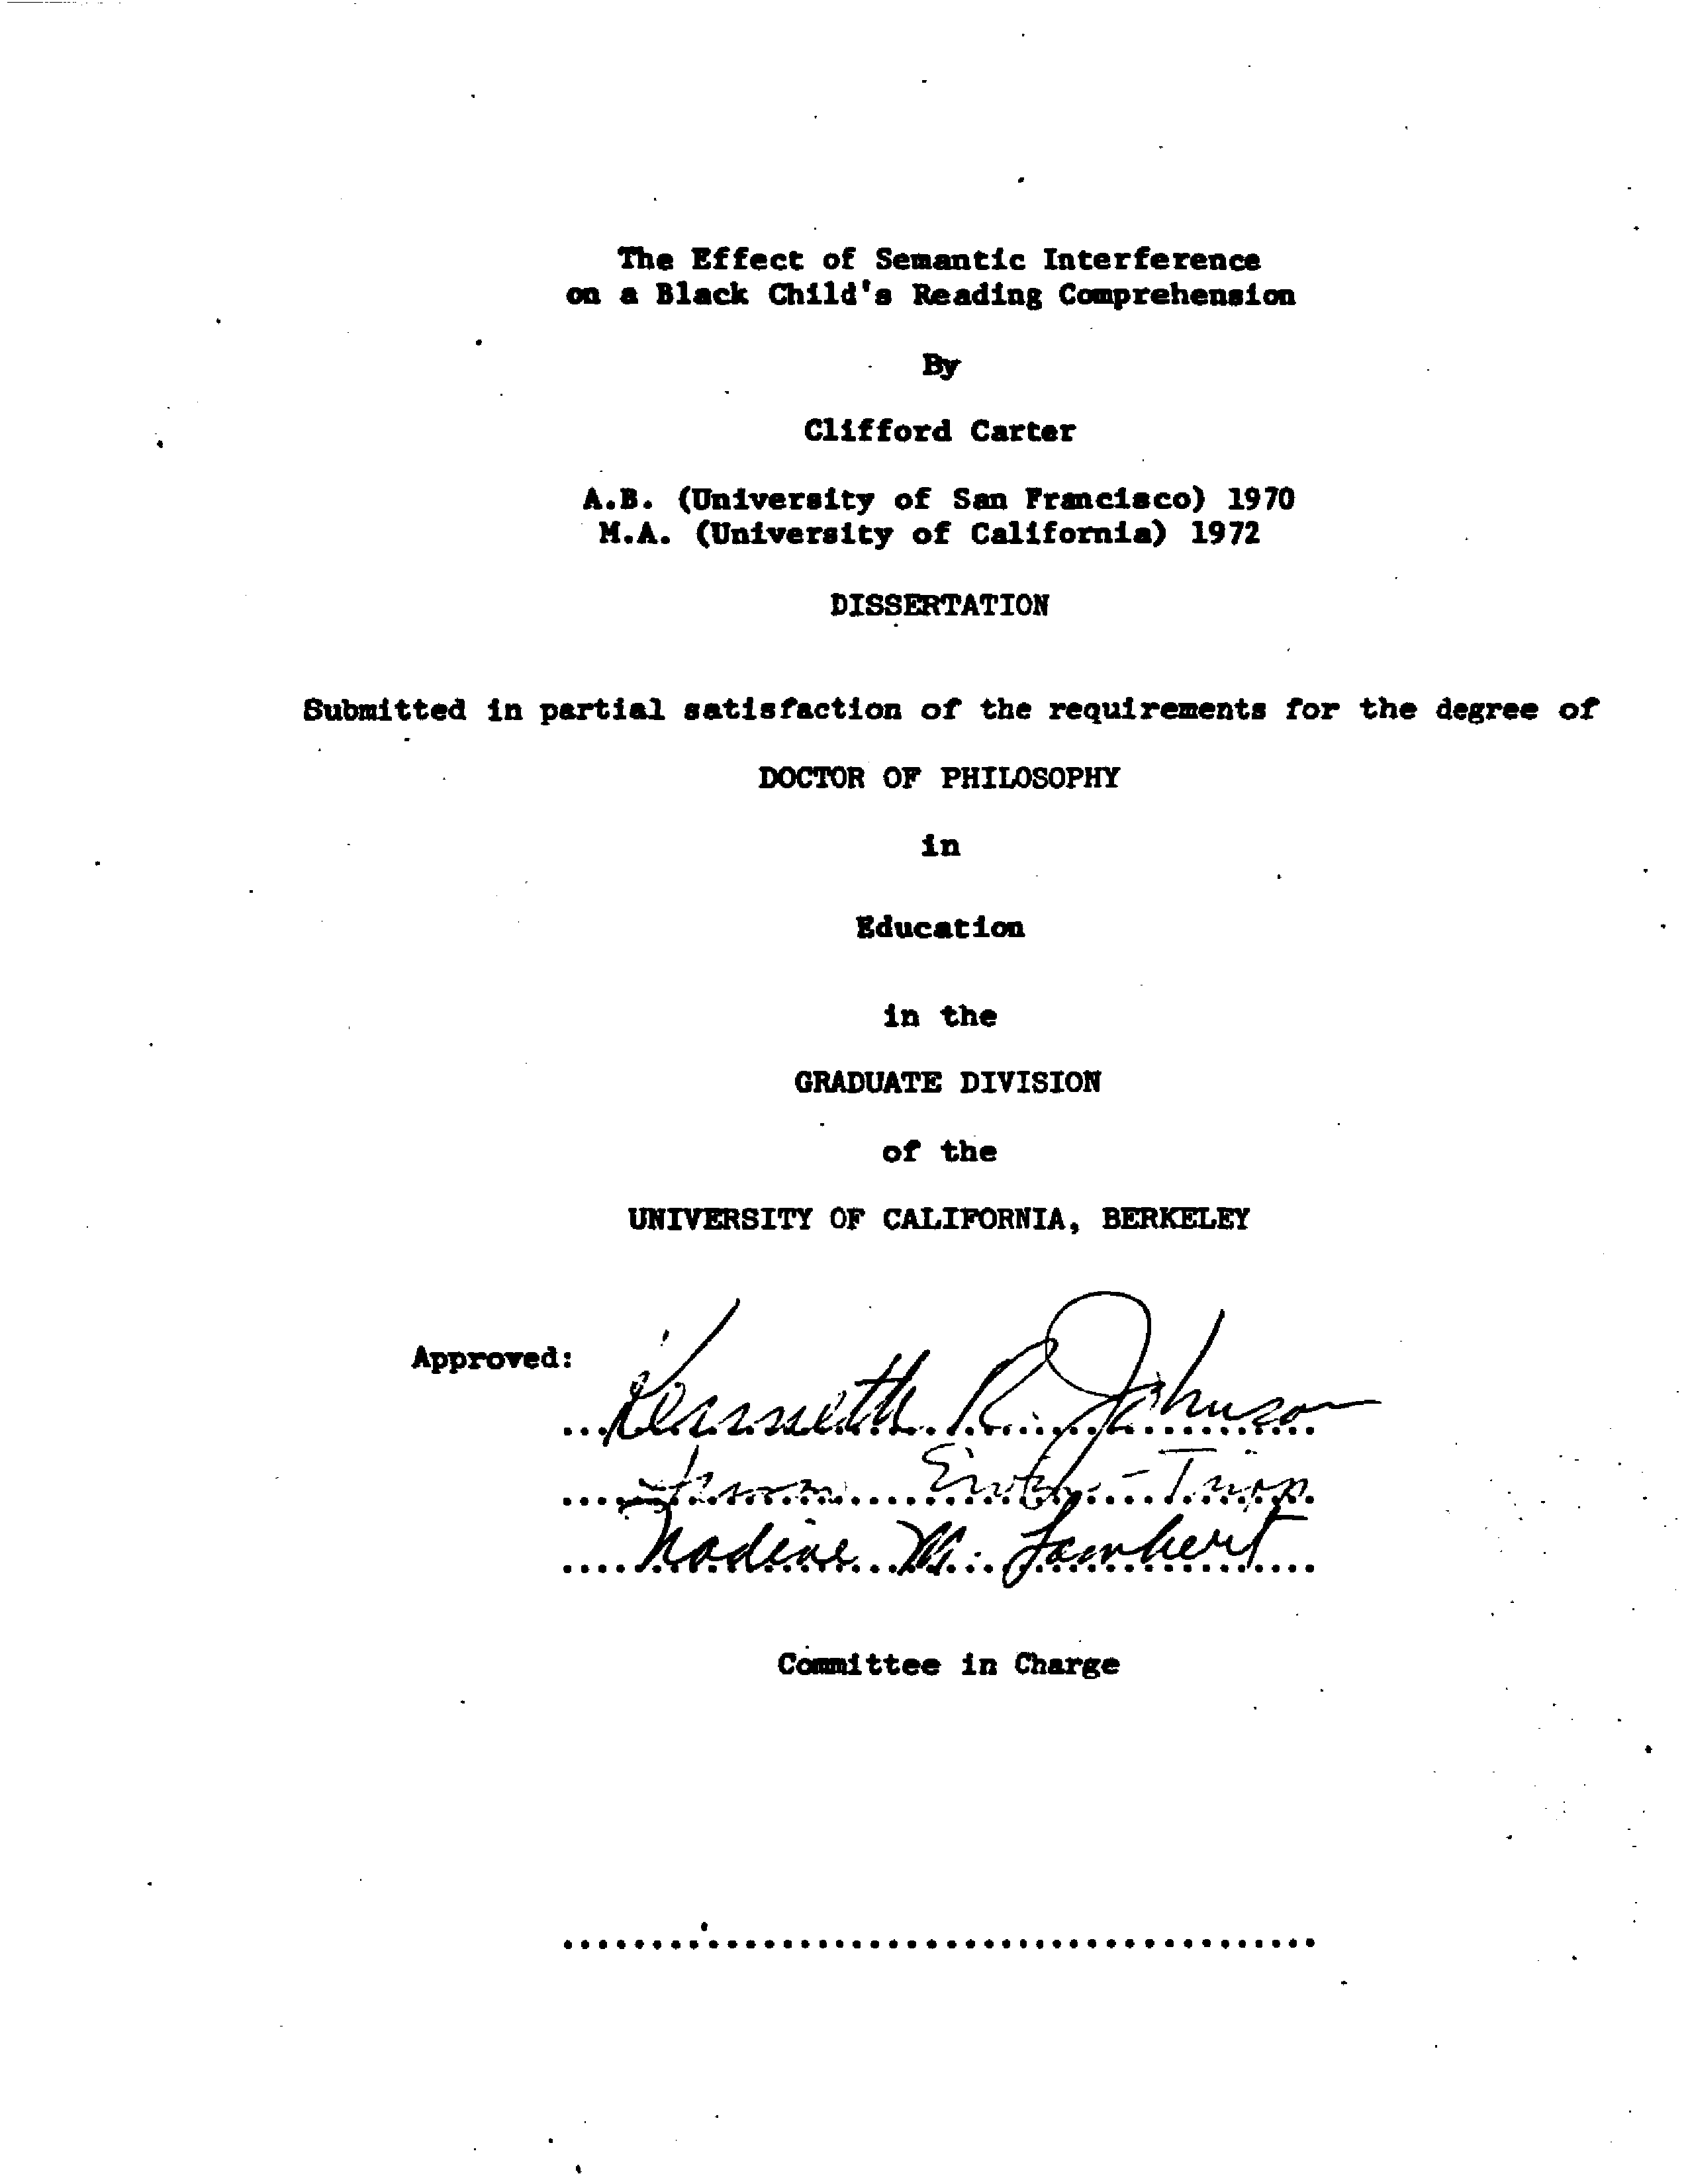 The Effect of Semantic Interference
on a Black Child's Reading Comprehension
By
Clifford Carter
A.B. (University of San Francisco) 1970
M.A. (University of California) 1972
DISSERTATION
Submitted in partial satisfaction of the requirements for the degree of
DOCTOR OF PHILOSOPHY
in
Education
in the
GRADUATE DIVISION
of the
UNIVERSITY OF CALIFORNIA, BERKELEY
Approved:
Kenneth R. Johnson
Ervin-Tripp
Nadine M. Lambert
Committee in Charge